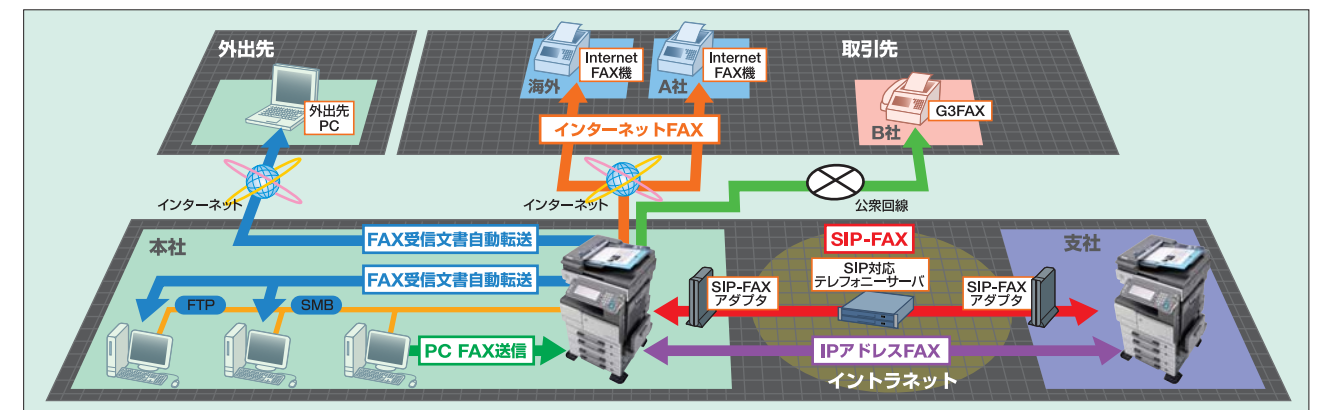 外出先
外出先
PC
インターネット
取引先
Internet
FAX機
海外
Internet
FAX機
A社
G3FAX
B社
インターネットFAX
インターネット
公衆回線
本社
FAX受信文書自動転送
FAX受信文書自動転送
FTP
SMB
PC FAX送信
SIP-FAX
SIP対応
テレフォニーサーバ
SIP-FAX
アダプタ
SIP-FAX
アダプタ
支社
IPアドレスFAX
イントラネット